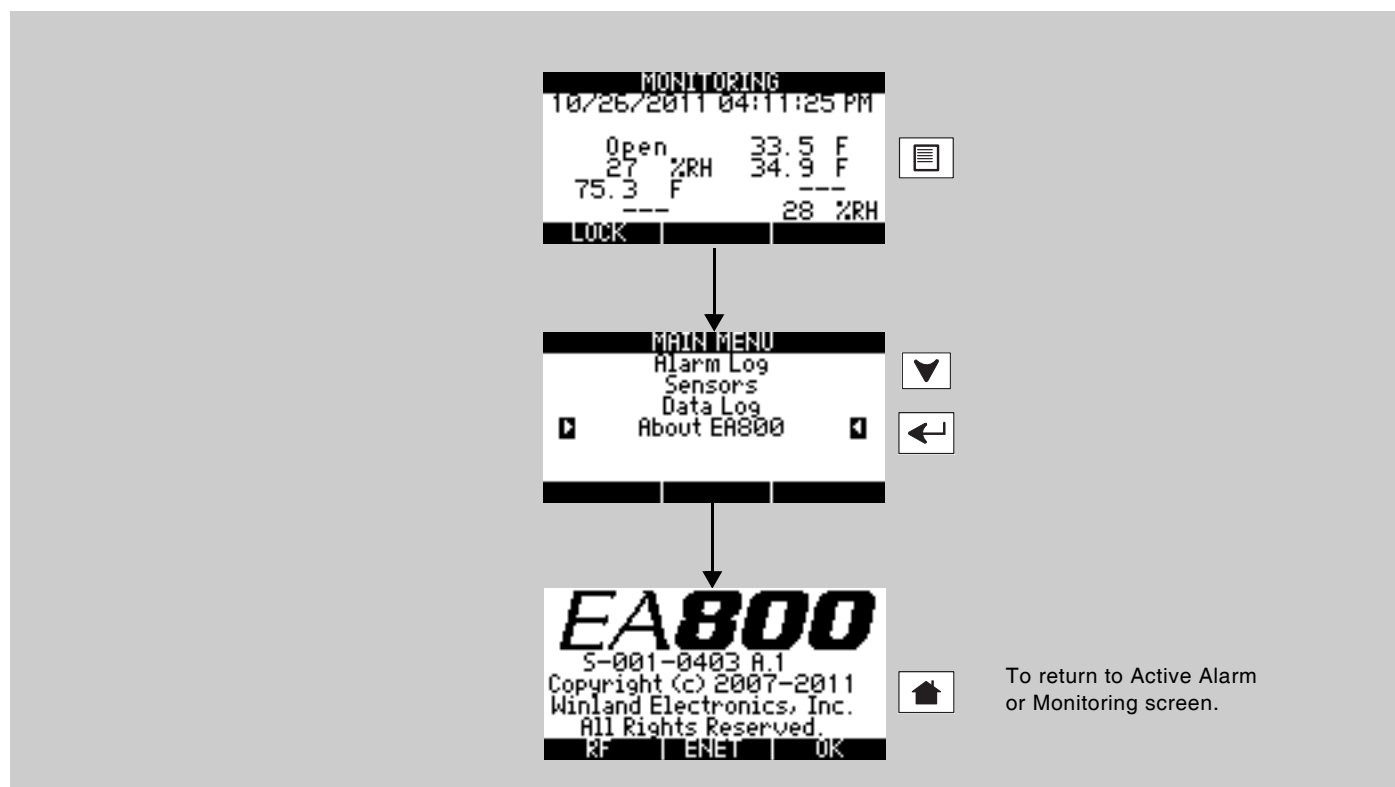 MONITORING
10/26/2011 04:11:25 PM
Open 33.5 F
27 %RH 34.9 F
75.3 F ---
--- 28 %RH
LOCK
MAIN MENU
Alarm Log
Sensors
Data Log
About EA800
EA800
S-001-0403 A.1
Copyright (c) 2007-2011
Winland Electronics, Inc.
All Rights Reserved.
RF ENET OK
To return to Active Alarm
or Monitoring screen.